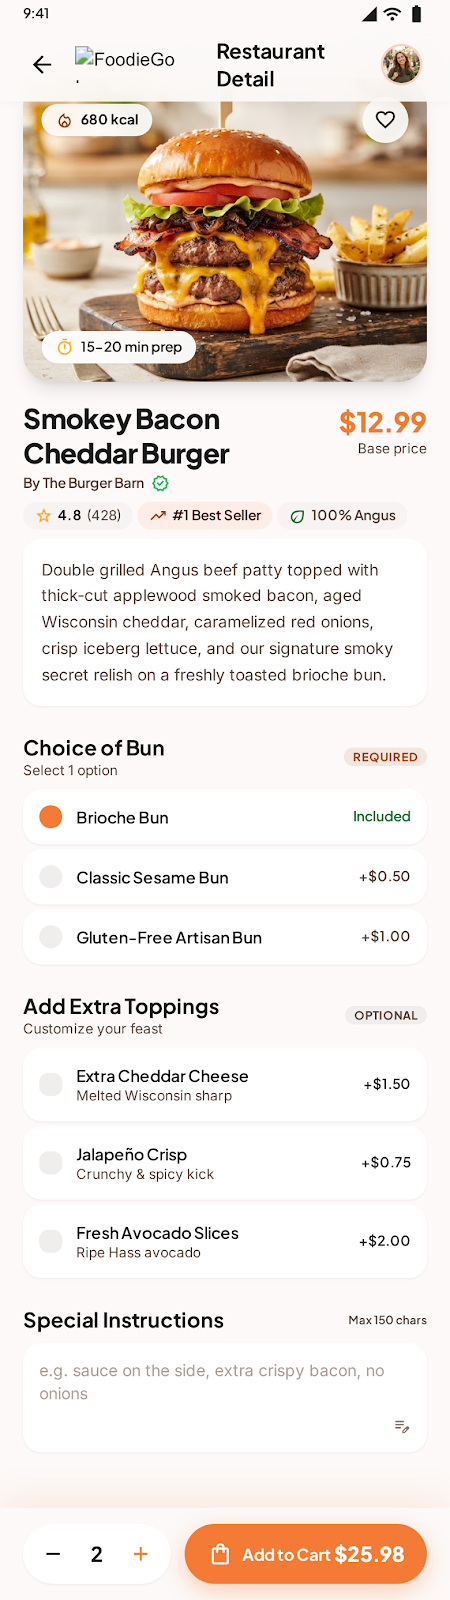 9:41
FoodieGo
Restaurant
Detail
680 kcal
15-20 min prep
Smokey Bacon
Cheddar Burger
$12.99
Base price
By The Burger Barn
4.8 (428)
#1 Best Seller
100% Angus
Double grilled Angus beef patty topped with
thick-cut applewood smoked bacon, aged
Wisconsin cheddar, caramelized red onions,
crisp iceberg lettuce, and our signature smoky
secret relish on a freshly toasted brioche bun.
Choice of Bun
Select 1 option
REQUIRED
Brioche Bun
Included
Classic Sesame Bun
+$0.50
Gluten-Free Artisan Bun
+$1.00
Add Extra Toppings
Customize your feast
OPTIONAL
Extra Cheddar Cheese
Melted Wisconsin sharp
+$1.50
Jalapeño Crisp
Crunchy & spicy kick
+$0.75
Fresh Avocado Slices
Ripe Hass avocado
+$2.00
Special Instructions
Max 150 chars
e.g. sauce on the side, extra crispy bacon, no
onions
2
Add to Cart $25.98